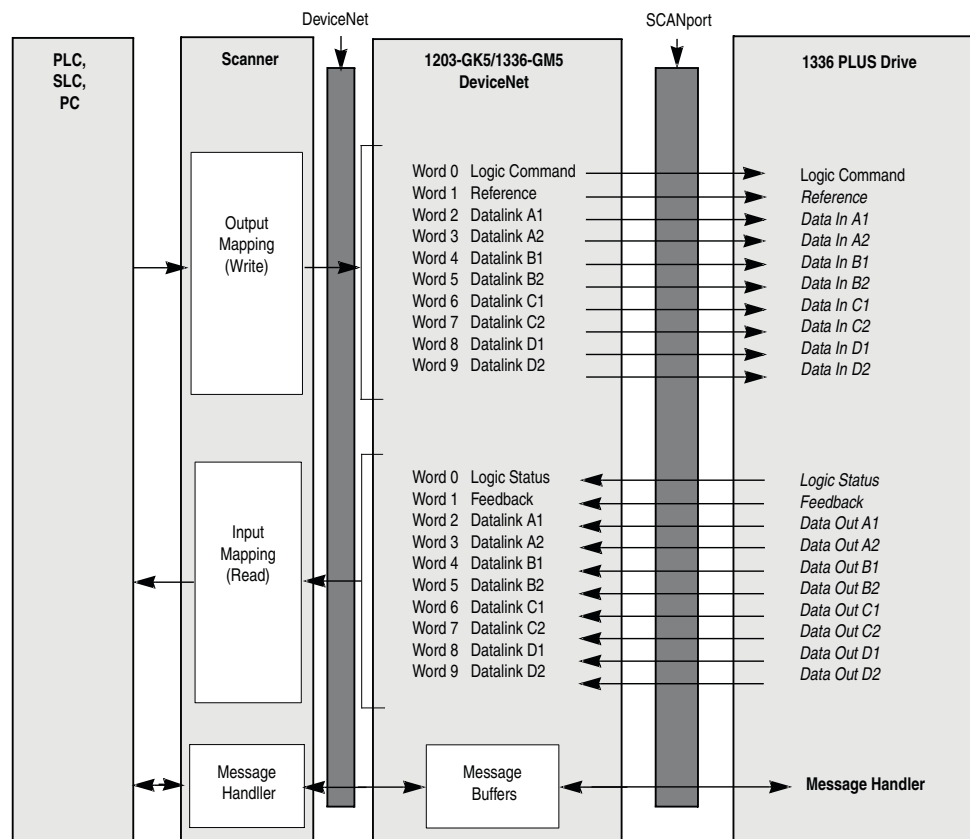 DeviceNet
SCANport
PLC,
SLC,
PC
Scanner
1203-GK5/1336-GM5
DeviceNet
1336 PLUS Drive
Output
Mapping
(Write)
Word 0 Logic Command
Word 1 Reference
Word 2 Datalink A1
Word 3 Datalink A2
Word 4 Datalink B1
Word 5 Datalink B2
Word 6 Datalink C1
Word 7 Datalink C2
Word 8 Datalink D1
Word 9 Datalink D2
Logic Command
Reference
Data In A1
Data In A2
Data In B1
Data In B2
Data In C1
Data In C2
Data In D1
Data In D2
Input
Mapping
(Read)
Word 0 Logic Status
Word 1 Feedback
Word 2 Datalink A1
Word 3 Datalink A2
Word 4 Datalink B1
Word 5 Datalink B2
Word 6 Datalink C1
Word 7 Datalink C2
Word 8 Datalink D1
Word 9 Datalink D2
Logic Status
Feedback
Data Out A1
Data Out A2
Data Out B1
Data Out B2
Data Out C1
Data Out C2
Data Out D1
Data Out D2
Message
Handller
Message
Buffers
Message Handler